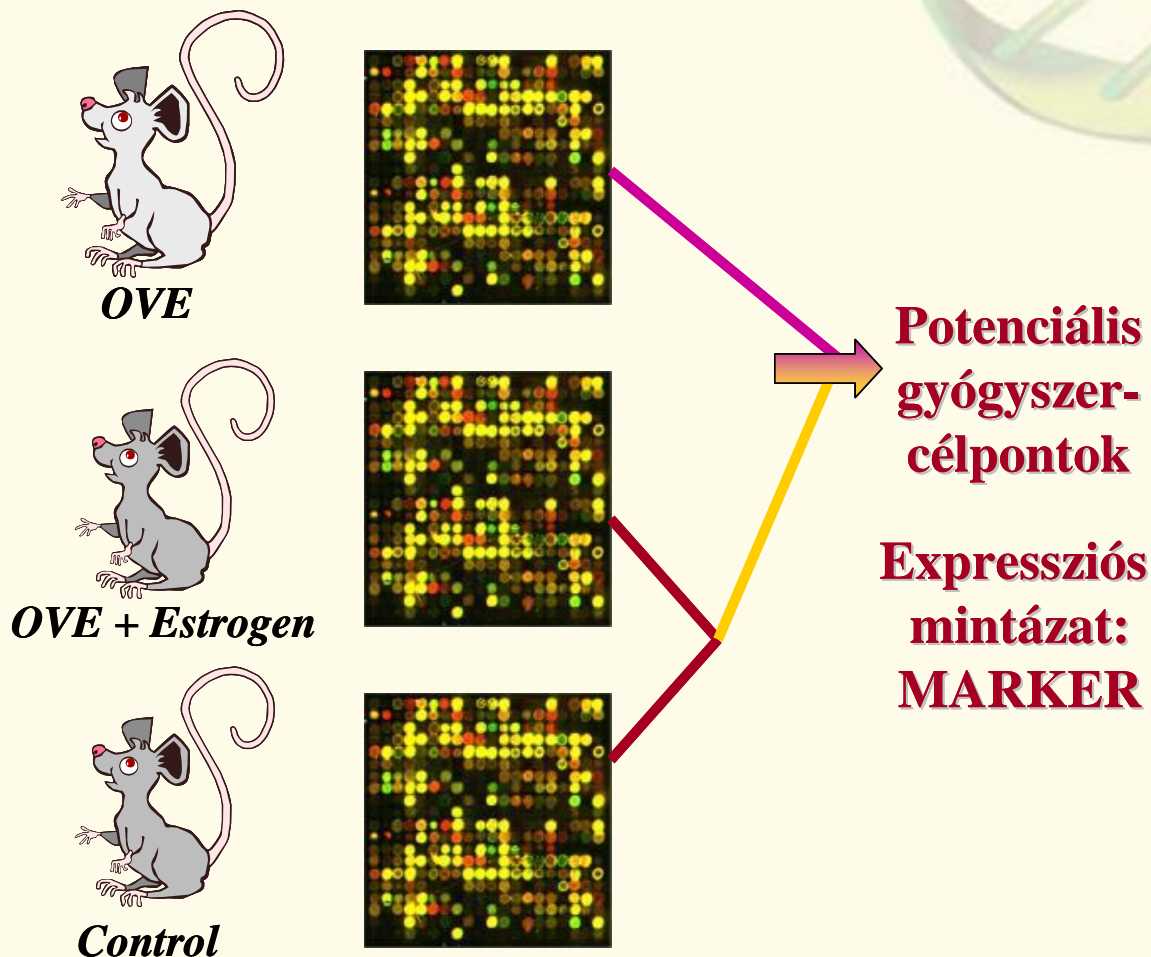 OVE
OVE + Estrogen
Control
Potenciális
gyógyszer-
célpontok
Expressziós
mintázat:
MARKER